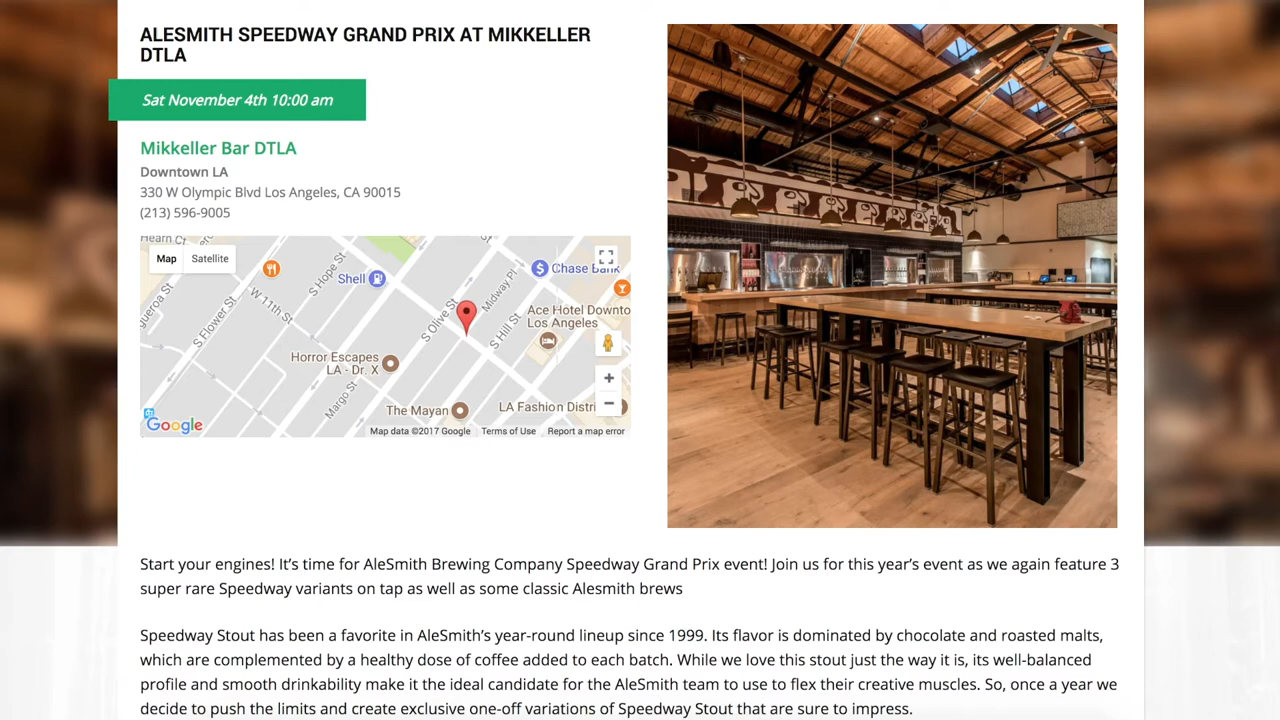 ALESMITH SPEEDWAY GRAND PRIX AT MIKKELLER
DTLA
Sat November 4th 10:00 am
Mikkeller Bar DTLA
Downtown LA
330 W Olympic Blvd Los Angeles, CA 90015
(213) 596-9005
Hearn Ct
Map
Satellite
Shell
Chase Bank
S Hope St
Midway Pl
W 11th St
S Flower St
S Olive St
S Hill St
Ace Hotel Downto
Los Angeles
gueroa St
Horror Escapes
LA - Dr. X
Margo St
The Mayan
LA Fashion Distri
Google
Map data ©2017 Google
Terms of Use
Report a map error
Start your engines! It’s time for AleSmith Brewing Company Speedway Grand Prix event! Join us for this year’s event as we again feature 3
super rare Speedway variants on tap as well as some classic Alesmith brews
Speedway Stout has been a favorite in AleSmith’s year-round lineup since 1999. Its flavor is dominated by chocolate and roasted malts,
which are complemented by a healthy dose of coffee added to each batch. While we love this stout just the way it is, its well-balanced
profile and smooth drinkability make it the ideal candidate for the AleSmith team to use to flex their creative muscles. So, once a year we
decide to push the limits and create exclusive one-off variations of Speedway Stout that are sure to impress.